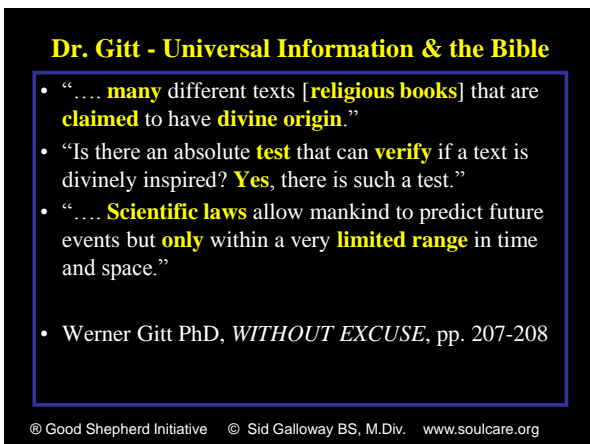 Dr. Gitt - Universal Information & the Bible
• “…. many different texts [religious books] that are
claimed to have divine origin.”
• “Is there an absolute test that can verify if a text is
divinely inspired? Yes, there is such a test.”
• “…. Scientific laws allow mankind to predict future
events but only within a very limited range in time
and space.”
• Werner Gitt PhD, WITHOUT EXCUSE, pp. 207-208
® Good Shepherd Initiative © Sid Galloway BS, M.Div. www.soulcare.org